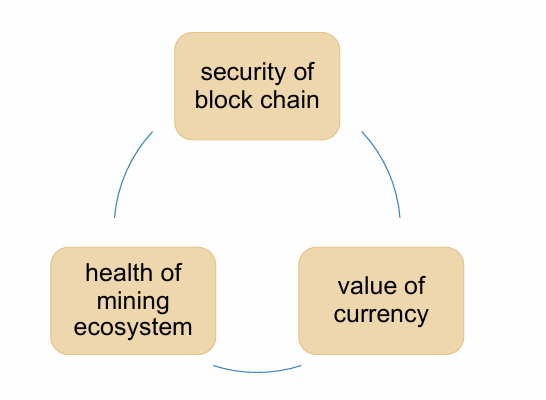 security of
block chain
health of
mining
ecosystem
value of
currency